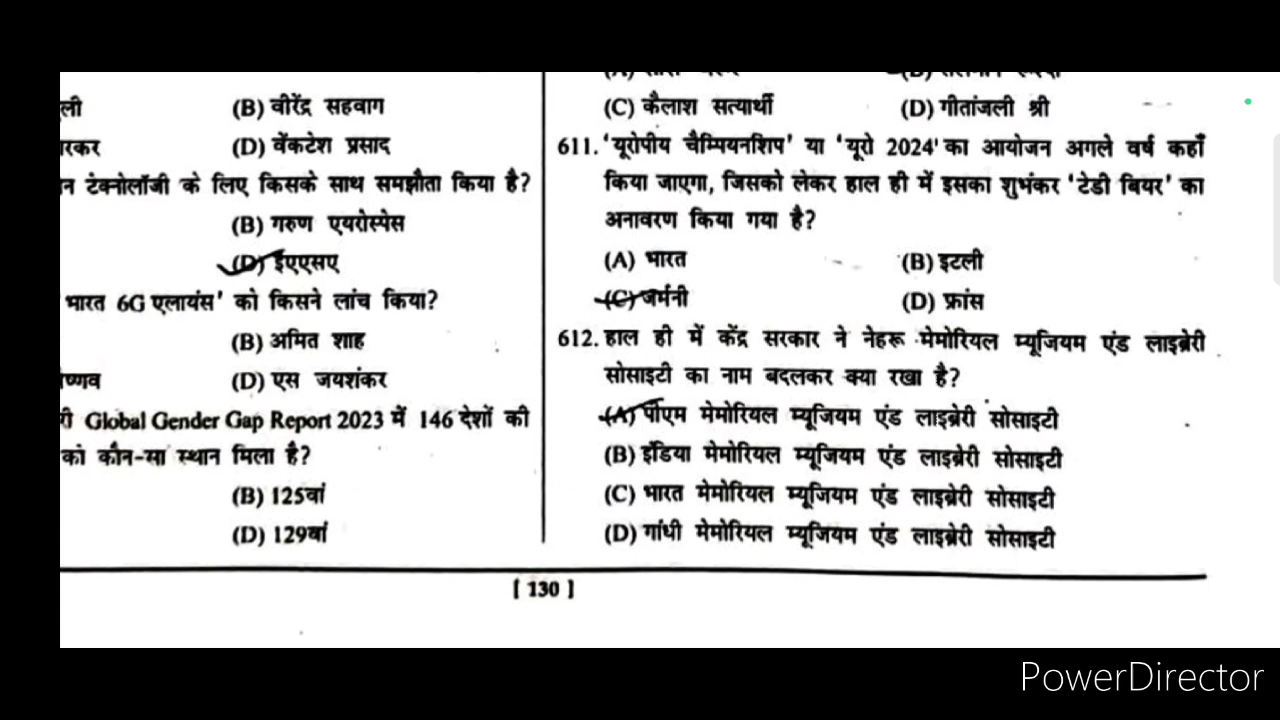 ली (B) वीरेंद्र सहवाग
रकर (D) वेंकटेश प्रसाद
न टेक्नोलॉजी के लिए किसके साथ समझौता किया है?
(B) गरुण एयरोस्पेस
(D) ईएएसए
भारत 6G एलायंस' को किसने लांच किया?
(B) अमित शाह
ष्णव (D) एस जयशंकर
री Global Gender Gap Report 2023 में 146 देशों की
को कौन-सा स्थान मिला है?
(B) 125वां
(D) 129वां
(C) कैलाश सत्यार्थी (D) गीतांजली श्री
611. 'यूरोपीय चैम्पियनशिप' या 'यूरो 2024' का आयोजन अगले वर्ष कहाँ
किया जाएगा, जिसको लेकर हाल ही में इसका शुभंकर 'टेडी बियर' का
अनावरण किया गया है?
(A) भारत (B) इटली
(C) जर्मनी (D) फ्रांस
612. हाल ही में केंद्र सरकार ने नेहरू मेमोरियल म्यूजियम एंड लाइब्रेरी
सोसाइटी का नाम बदलकर क्या रखा है?
(A) पीएम मेमोरियल म्यूजियम एंड लाइब्रेरी सोसाइटी
(B) इंडिया मेमोरियल म्यूजियम एंड लाइब्रेरी सोसाइटी
(C) भारत मेमोरियल म्यूजियम एंड लाइब्रेरी सोसाइटी
(D) गांधी मेमोरियल म्यूजियम एंड लाइब्रेरी सोसाइटी
[ 130 ]
PowerDirector